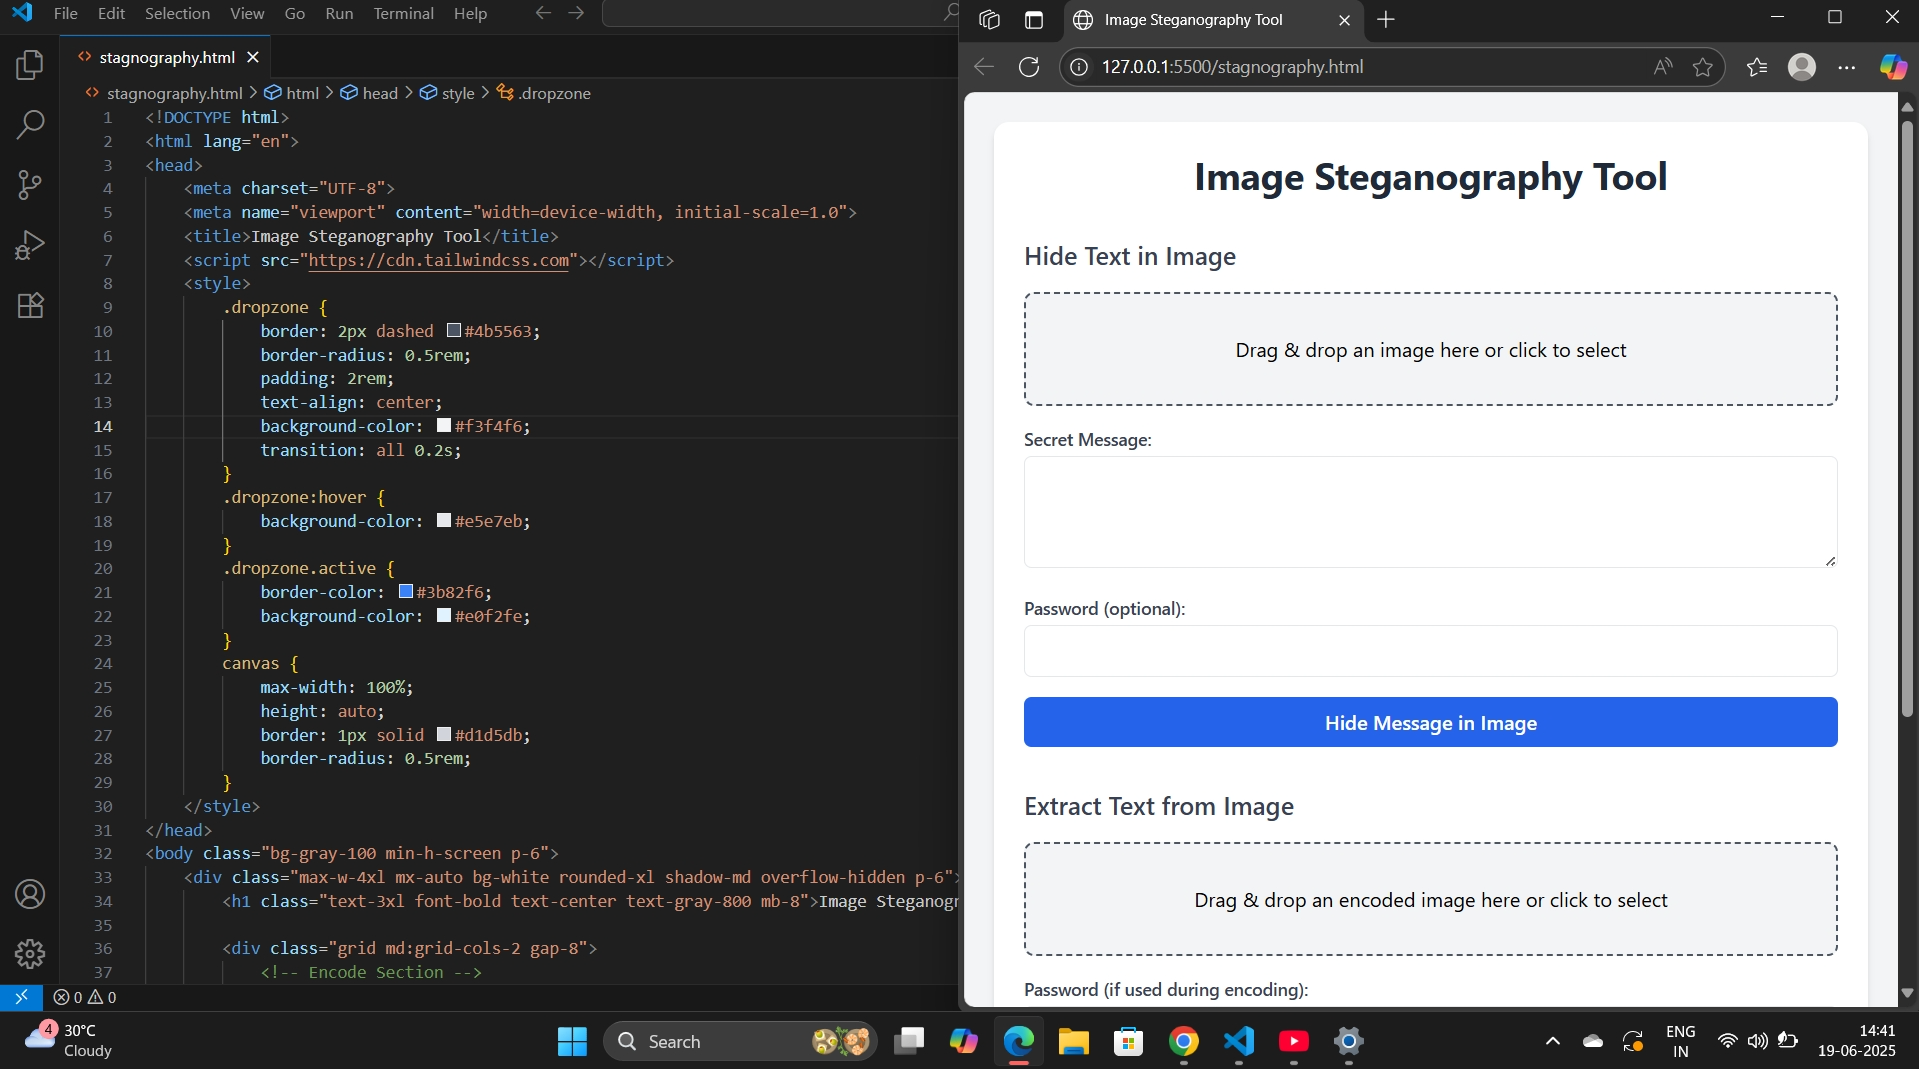 File Edit Selection View Go Run Terminal Help
stagnography.html
stagnography.html > html > head > style > .dropzone
1 <!DOCTYPE html>
2 <html lang="en">
3 <head>
4 <meta charset="UTF-8">
5 <meta name="viewport" content="width=device-width, initial-scale=1.0">
6 <title>Image Steganography Tool</title>
7 <script src="https://cdn.tailwindcss.com"></script>
8 <style>
9 .dropzone {
10 border: 2px dashed #4b5563;
11 border-radius: 0.5rem;
12 padding: 2rem;
13 text-align: center;
14 background-color: #f3f4f6;
15 transition: all 0.2s;
16 }
17 .dropzone:hover {
18 background-color: #e5e7eb;
19 }
20 .dropzone.active {
21 border-color: #3b82f6;
22 background-color: #e0f2fe;
23 }
24 canvas {
25 max-width: 100%;
26 height: auto;
27 border: 1px solid #d1d5db;
28 border-radius: 0.5rem;
29 }
30 </style>
31 </head>
32 <body class="bg-gray-100 min-h-screen p-6">
33 <div class="max-w-4xl mx-auto bg-white rounded-xl shadow-md overflow-hidden p-6">
34 <h1 class="text-3xl font-bold text-center text-gray-800 mb-8">Image Steganogr
35
36 <div class="grid md:grid-cols-2 gap-8">
37 <!-- Encode Section -->
0 0
Image Steganography Tool
127.0.0.1:5500/stagnography.html
Image Steganography Tool
Hide Text in Image
Drag & drop an image here or click to select
Secret Message:
Password (optional):
Hide Message in Image
Extract Text from Image
Drag & drop an encoded image here or click to select
Password (if used during encoding):
4
30°C
Cloudy
Search
ENG
IN
14:41
19-06-2025